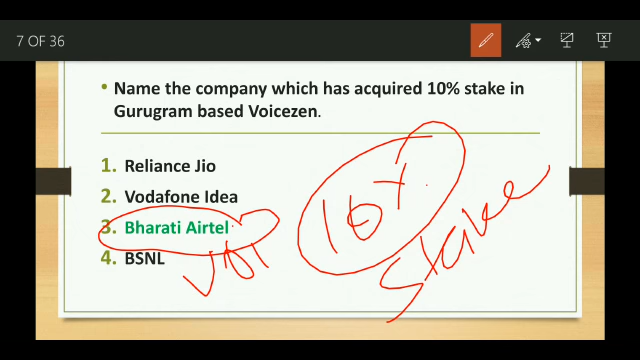 7 OF 36
• Name the company which has acquired 10% stake in
Gurugram based Voicezen.
1. Reliance Jio
2. Vodafone Idea
3. Bharati Airtel
4. BSNL
stake